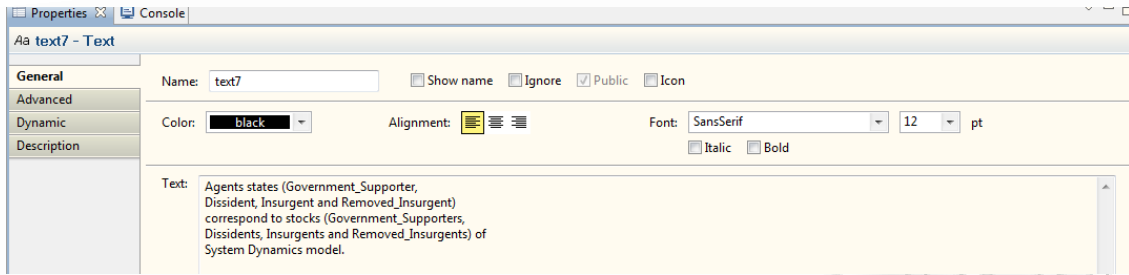 Properties Console
Aa text7 - Text
General
Name: text7 Show name Ignore Public Icon
Advanced
Dynamic
Color: black Alignment: Font: SansSerif 12 pt
Description
Italic Bold
Text: Agents states (Government_Supporter,
Dissident, Insurgent and Removed_Insurgent)
correspond to stocks (Government_Supporters,
Dissidents, Insurgents and Removed_Insurgents) of
System Dynamics model.